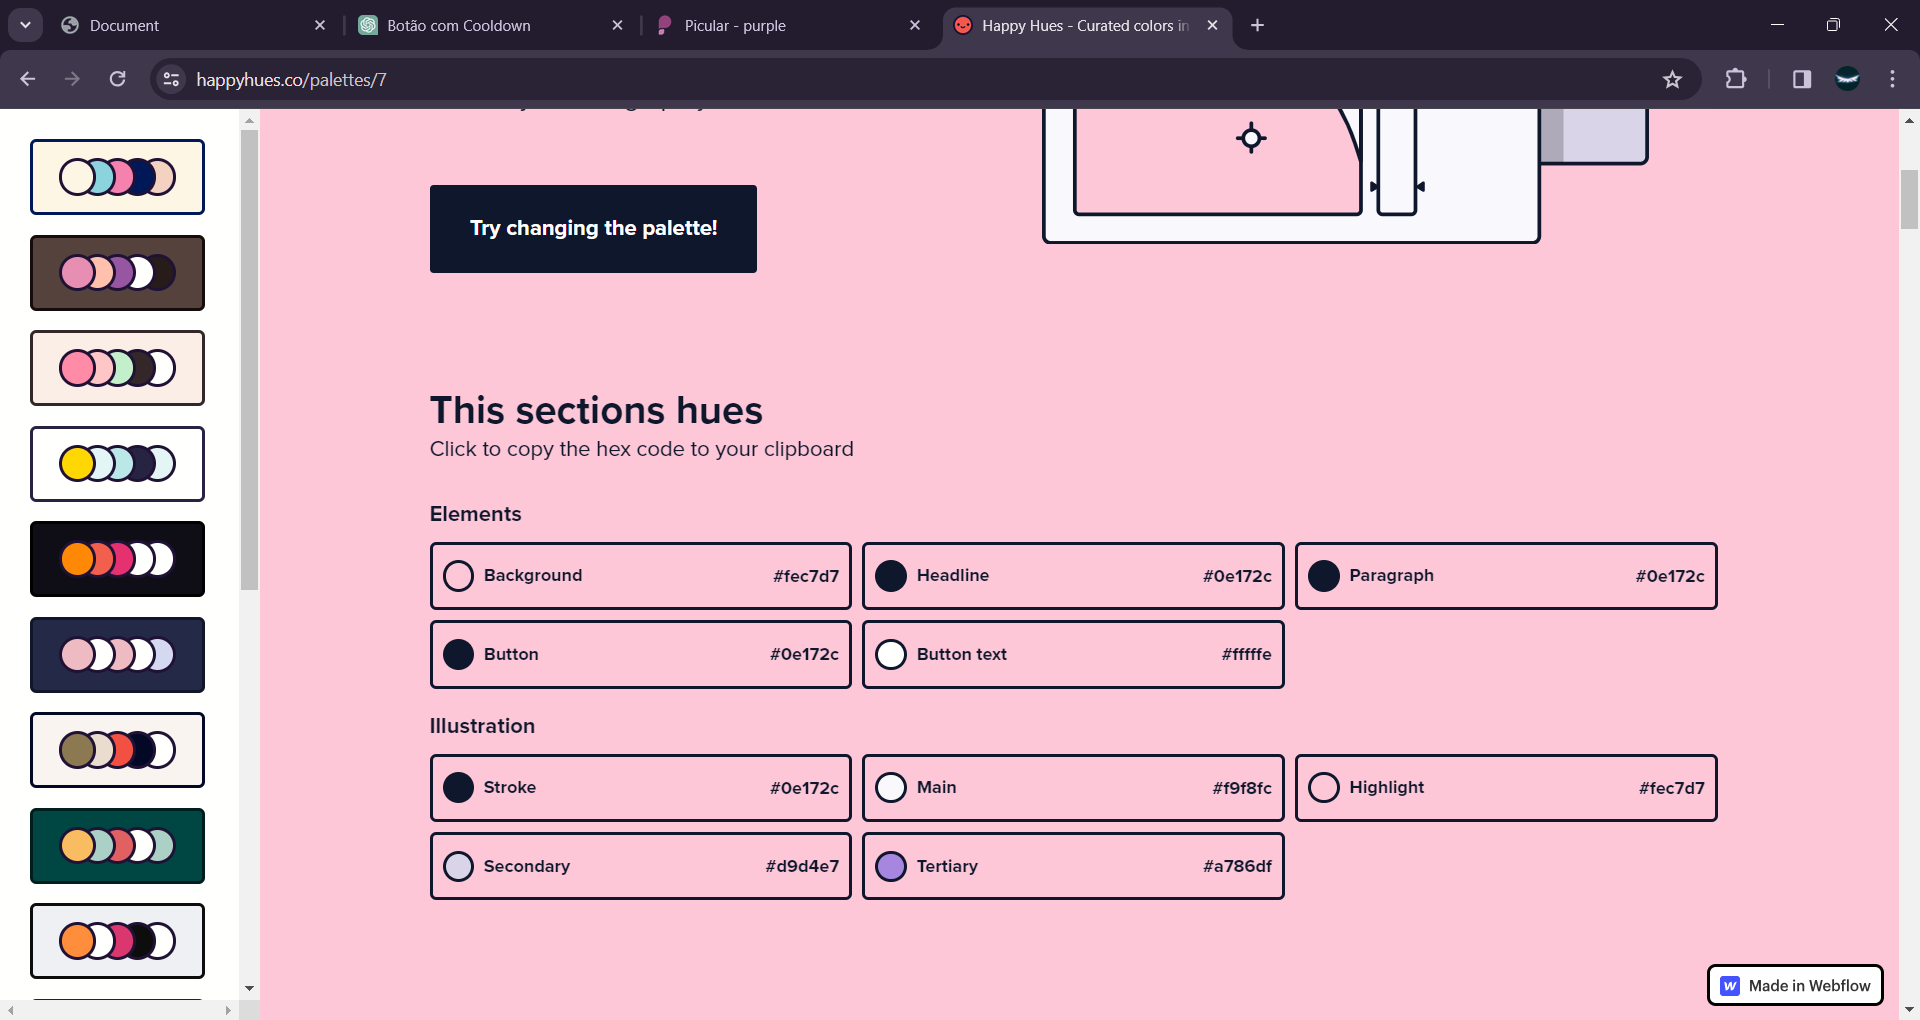 Document
Botão com Cooldown
Picular - purple
Happy Hues - Curated colors in
happyhues.co/palettes/7
Try changing the palette!
This sections hues
Click to copy the hex code to your clipboard
Elements
Background #fec7d7
Headline #0e172c
Paragraph #0e172c
Button #0e172c
Button text #fffffe
Illustration
Stroke #0e172c
Main #f9f8fc
Highlight #fec7d7
Secondary #d9d4e7
Tertiary #a786df
Made in Webflow